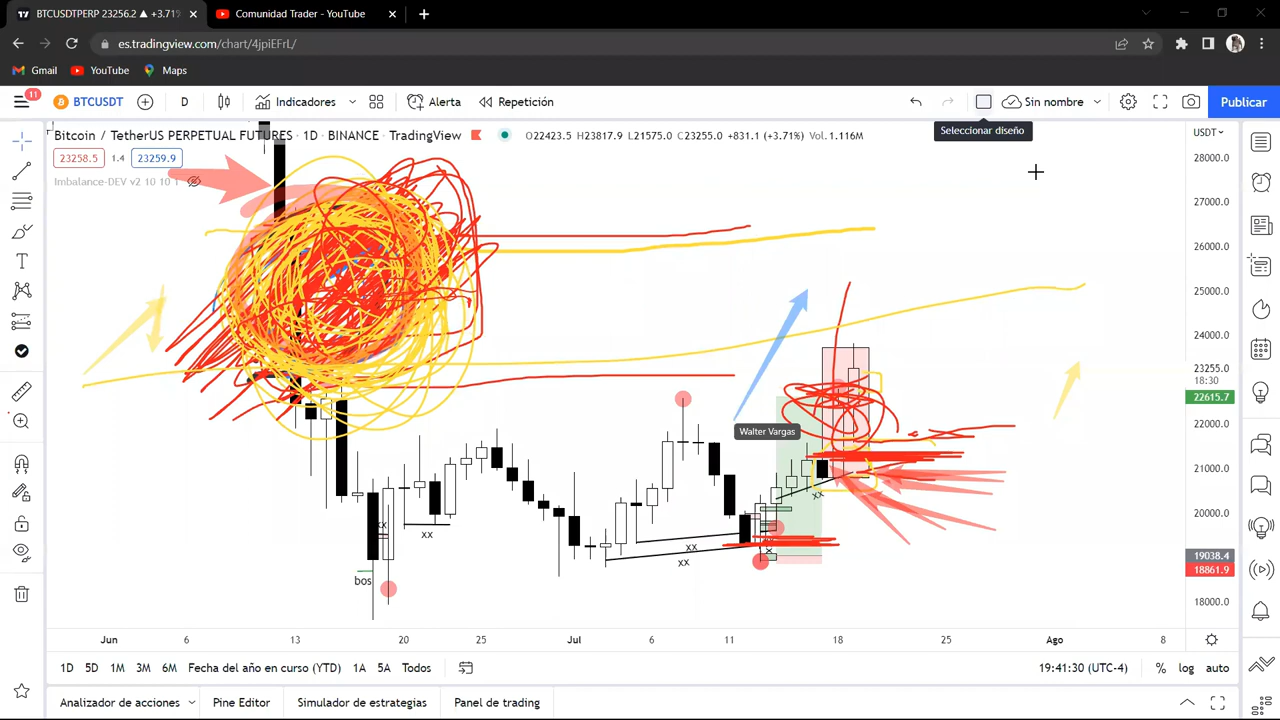 BTCUSDTPERP 23256.2 ▲ +3.71%
Comunidad Trader - YouTube
es.tradingview.com/chart/4jpiEFrL/
Gmail YouTube Maps
11
BTCUSDT D Indicadores Alerta Repetición Sin nombre Publicar
Seleccionar diseño
Bitcoin / TetherUS PERPETUAL FUTURES · 1D · BINANCE · TradingView O22423.5 H23817.9 L21575.0 C23255.0 +831.1 (+3.71%) Vol. 1.116M
USDT
23258.5 1.4 23259.9
Imbalance-DEV v2 10 10 1
28000.0
27000.0
26000.0
25000.0
24000.0
23255.0
18:30
22615.7
22000.0
Walter Vargas
21000.0
20000.0
19038.4
18861.9
18000.0
xx
xx
xx
xx
xx
xx
bos
Jun 6 13 20 25 Jul 6 11 18 25 Ago 8
1D 5D 1M 3M 6M Fecha del año en curso (YTD) 1A 5A Todos 19:41:30 (UTC-4) % log auto
Analizador de acciones Pine Editor Simulador de estrategias Panel de trading